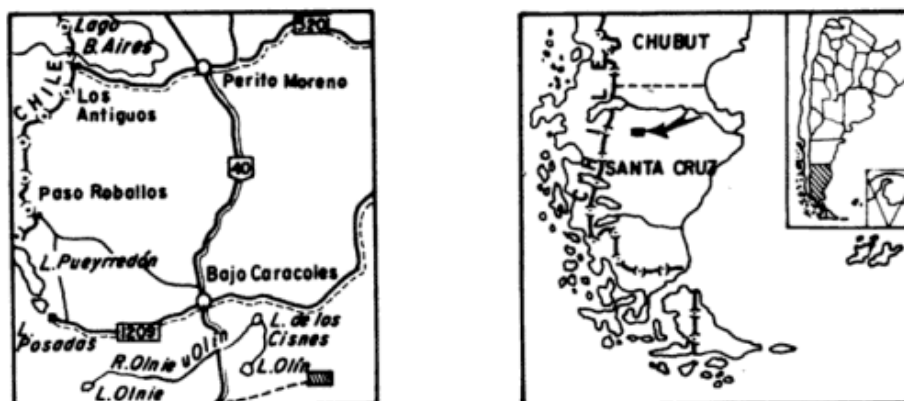 Lago
B. Aires
520
CHILE
Perito Moreno
Los
Antiguos
40
Paso Roballos
L. Pueyrredón
Bajo Caracoles
1209
L.
Posadas
R. Olnie u Olín
L. de los
Cisnes
L. Olín
L. Olnie
CHUBUT
CHILE
SANTA CRUZ